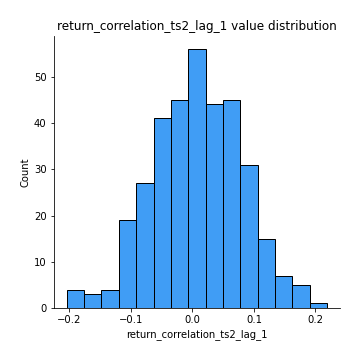 return_correlation_ts2_lag_1 value distribution
Count
50
40
30
20
10
0
−0.2 −0.1 0.0 0.1 0.2
return_correlation_ts2_lag_1